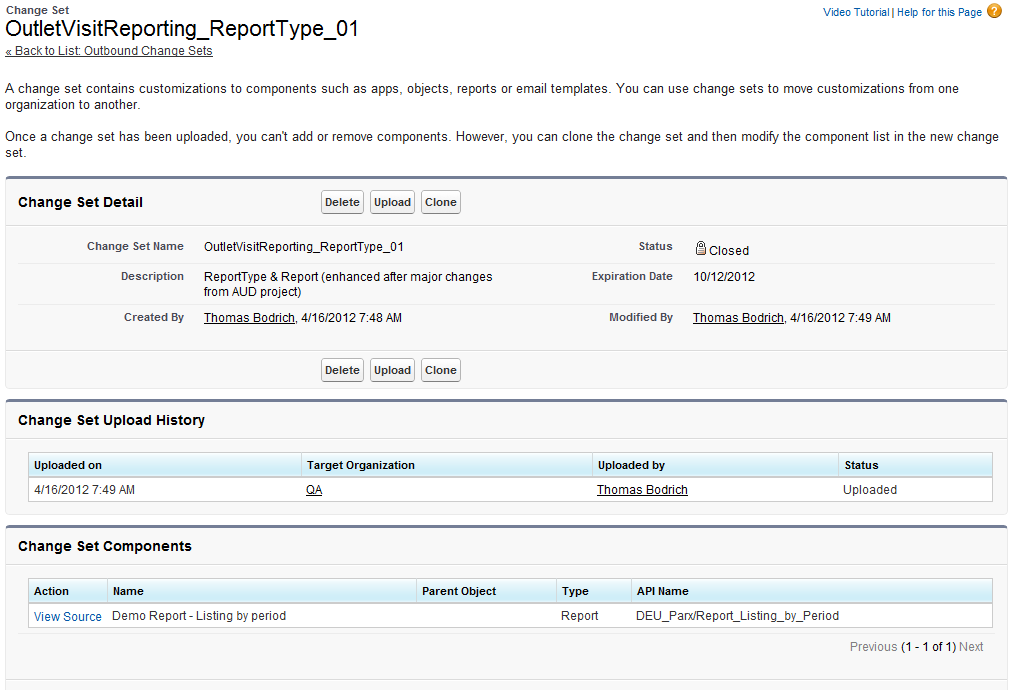 Change Set
Video Tutorial | Help for this Page ?
OutletVisitReporting_ReportType_01
« Back to List: Outbound Change Sets
A change set contains customizations to components such as apps, objects, reports or email templates. You can use change sets to move customizations from one
organization to another.
Once a change set has been uploaded, you can't add or remove components. However, you can clone the change set and then modify the component list in the new change
set.
Change Set Detail Delete Upload Clone
Change Set Name OutletVisitReporting_ReportType_01 Status Closed
Description ReportType & Report (enhanced after major changes Expiration Date 10/12/2012
from AUD project)
Created By Thomas Bodrich, 4/16/2012 7:48 AM Modified By Thomas Bodrich, 4/16/2012 7:49 AM
Delete Upload Clone
Change Set Upload History
Uploaded on Target Organization Uploaded by Status
4/16/2012 7:49 AM QA Thomas Bodrich Uploaded
Change Set Components
Action Name Parent Object Type API Name
View Source Demo Report - Listing by period Report DEU_Parx/Report_Listing_by_Period
Previous (1 - 1 of 1) Next